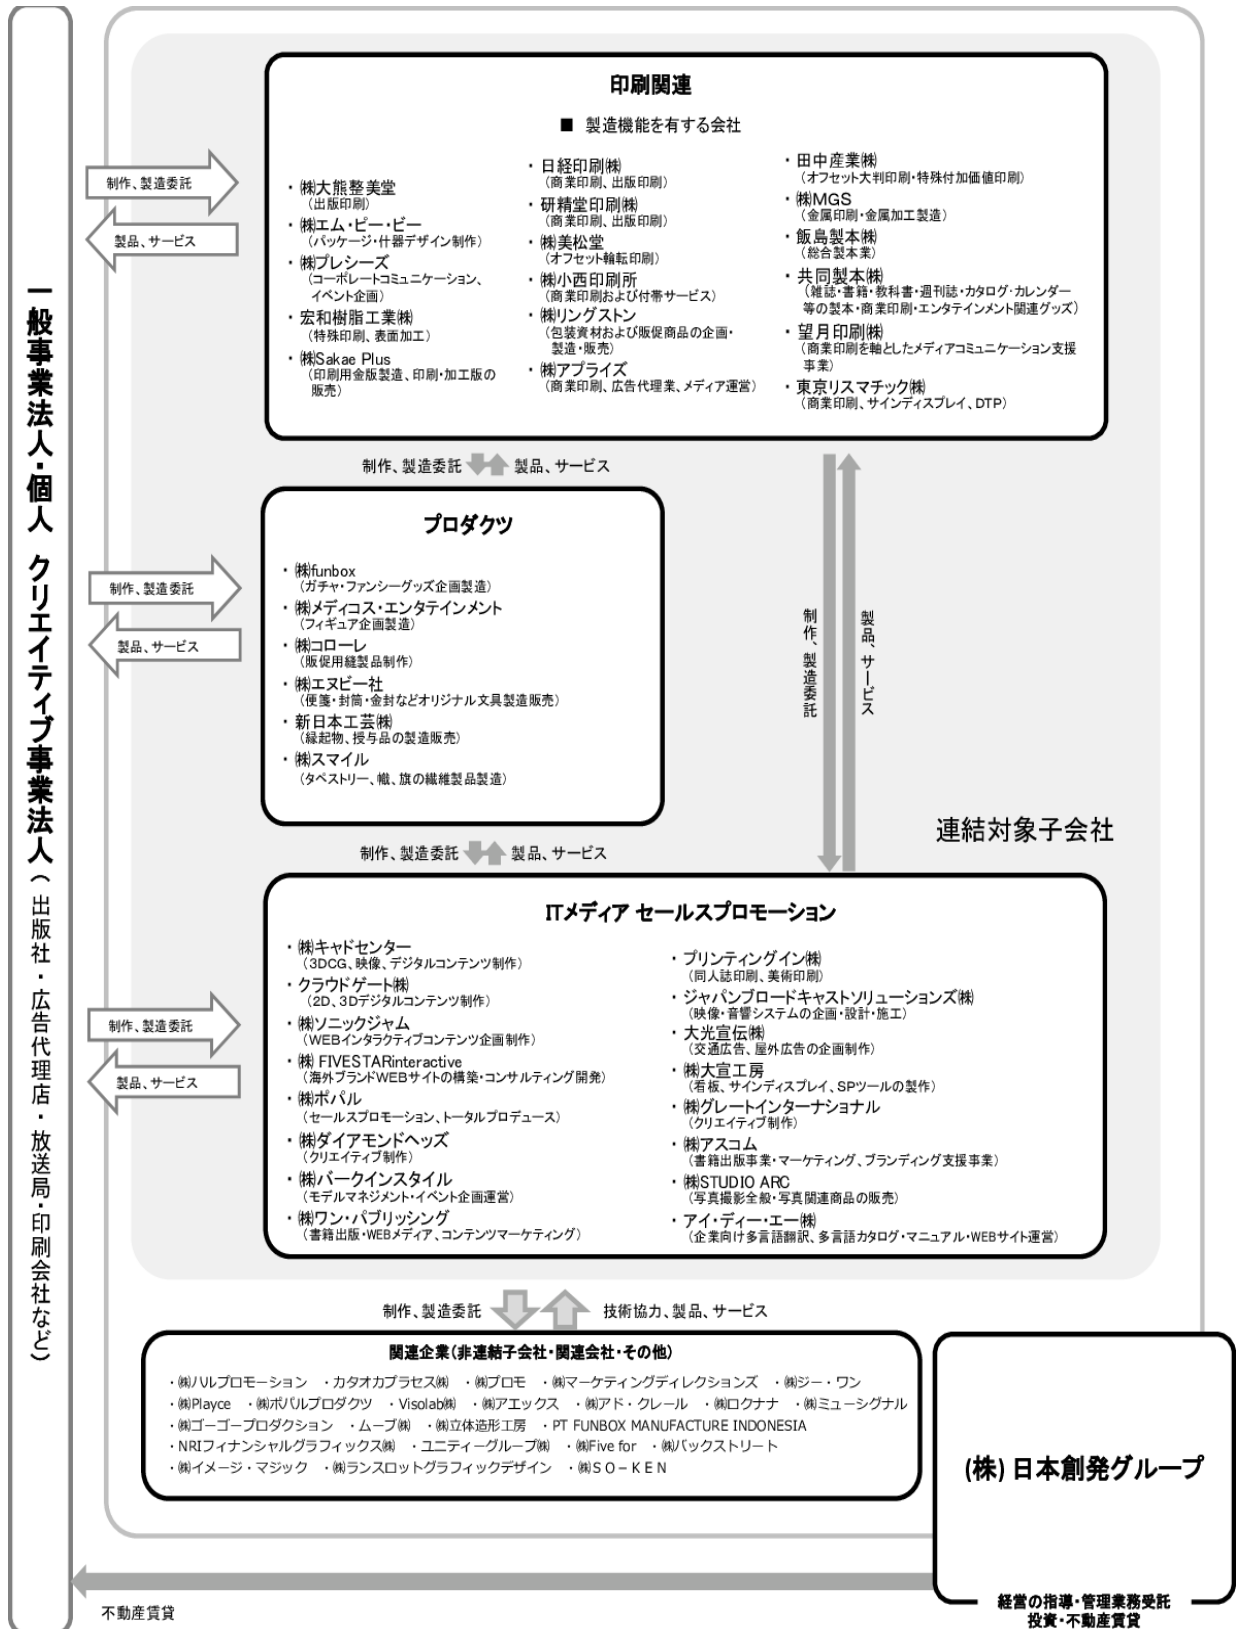 一般事業法人・個人 クリエイティブ事業法人（出版社・広告代理店・放送局・印刷会社など）
印刷関連
■ 製造機能を有する会社
制作、製造委託
製品、サービス
・㈱大熊整美堂
（出版印刷）
・㈱エム・ピー・ビー
（パッケージ・什器デザイン制作）
・㈱プレシーズ
（コーポレートコミュニケーション、
イベント企画）
・宏和樹脂工業㈱
（特殊印刷、表面加工）
・㈱Sakae Plus
（印刷用金版製造、印刷・加工版の
販売）
・日経印刷㈱
（商業印刷、出版印刷）
・研精堂印刷㈱
（商業印刷、出版印刷）
・㈱美松堂
（オフセット輪転印刷）
・㈱小西印刷所
（商業印刷および付帯サービス）
・㈱リングストン
（包装資材および販促商品の企画・
製造・販売）
・㈱アプライズ
（商業印刷、広告代理業、メディア運営）
・田中産業㈱
（オフセット大判印刷・特殊付加価値印刷）
・㈱MGS
（金属印刷・金属加工製造）
・飯島製本㈱
（総合製本業）
・共同製本㈱
（雑誌・書籍・教科書・週刊誌・カタログ・カレンダー
等の製本・商業印刷・エンタテインメント関連グッズ）
・望月印刷㈱
（商業印刷を軸としたメディアコミュニケーション支援
事業）
・東京リスマチック㈱
（商業印刷、サインディスプレイ、DTP）
制作、製造委託 製品、サービス
プロダクツ
制作、製造委託
製品、サービス
・㈱funbox
（ガチャ・ファンシーグッズ企画製造）
・㈱メディコス・エンタテインメント
（フィギュア企画製造）
・㈱コローレ
（販促用縫製品制作）
・㈱エヌビー社
（便箋・封筒・金封などオリジナル文具製造販売）
・新日本工芸㈱
（縁起物、授与品の製造販売）
・㈱スマイル
（タペストリー、幟、旗の繊維製品製造）
制作、製造委託
製品、サービス
連結対象子会社
制作、製造委託 製品、サービス
ITメディア セールスプロモーション
制作、製造委託
製品、サービス
・㈱キャドセンター
（3DCG、映像、デジタルコンテンツ制作）
・クラウドゲート㈱
（2D、3Dデジタルコンテンツ制作）
・㈱ソニックジャム
（WEBインタラクティブコンテンツ企画制作）
・㈱ FIVESTARinteractive
（海外ブランドWEBサイトの構築・コンサルティング開発）
・㈱ポパル
（セールスプロモーション、トータルプロデュース）
・㈱ダイアモンドヘッズ
（クリエイティブ制作）
・㈱バークインスタイル
（モデルマネジメント・イベント企画運営）
・㈱ワン・パブリッシング
（書籍出版・WEBメディア、コンテンツマーケティング）
・プリンティングイン㈱
（同人誌印刷、美術印刷）
・ジャパンブロードキャストソリューションズ㈱
（映像・音響システムの企画・設計・施工）
・大光宣伝㈱
（交通広告、屋外広告の企画制作）
・㈱大宣工房
（看板、サインディスプレイ、SPツールの製作）
・㈱グレートインターナショナル
（クリエイティブ制作）
・㈱アスコム
（書籍出版事業・マーケティング、ブランディング支援事業）
・㈱STUDIO ARC
（写真撮影全般・写真関連商品の販売）
・アイ・ディー・エー㈱
（企業向け多言語翻訳、多言語カタログ・マニュアル・WEBサイト運営）
制作、製造委託 技術協力、製品、サービス
関連企業（非連結子会社・関連会社・その他）
・㈱ハルプロモーション ・カタオカプラセス㈱ ・㈱プロモ ・㈱マーケティングディレクションズ ・㈱ジー・ワン
・㈱Playce ・㈱ポパルプロダクツ ・Visolab㈱ ・㈱アエックス ・㈱アド・クレール ・㈱ロクナナ ・㈱ミューシグナル
・㈱ゴーゴープロダクション ・ムーブ㈱ ・㈱立体造形工房 ・PT FUNBOX MANUFACTURE INDONESIA
・NRIフィナンシャルグラフィックス㈱ ・ユニティーグループ㈱ ・㈱Five for ・㈱バックストリート
・㈱イメージ・マジック ・㈱ランスロットグラフィックデザイン ・㈱ＳＯ−ＫＥＮ
(株) 日本創発グループ
経営の指導・管理業務受託
投資・不動産賃貸
不動産賃貸